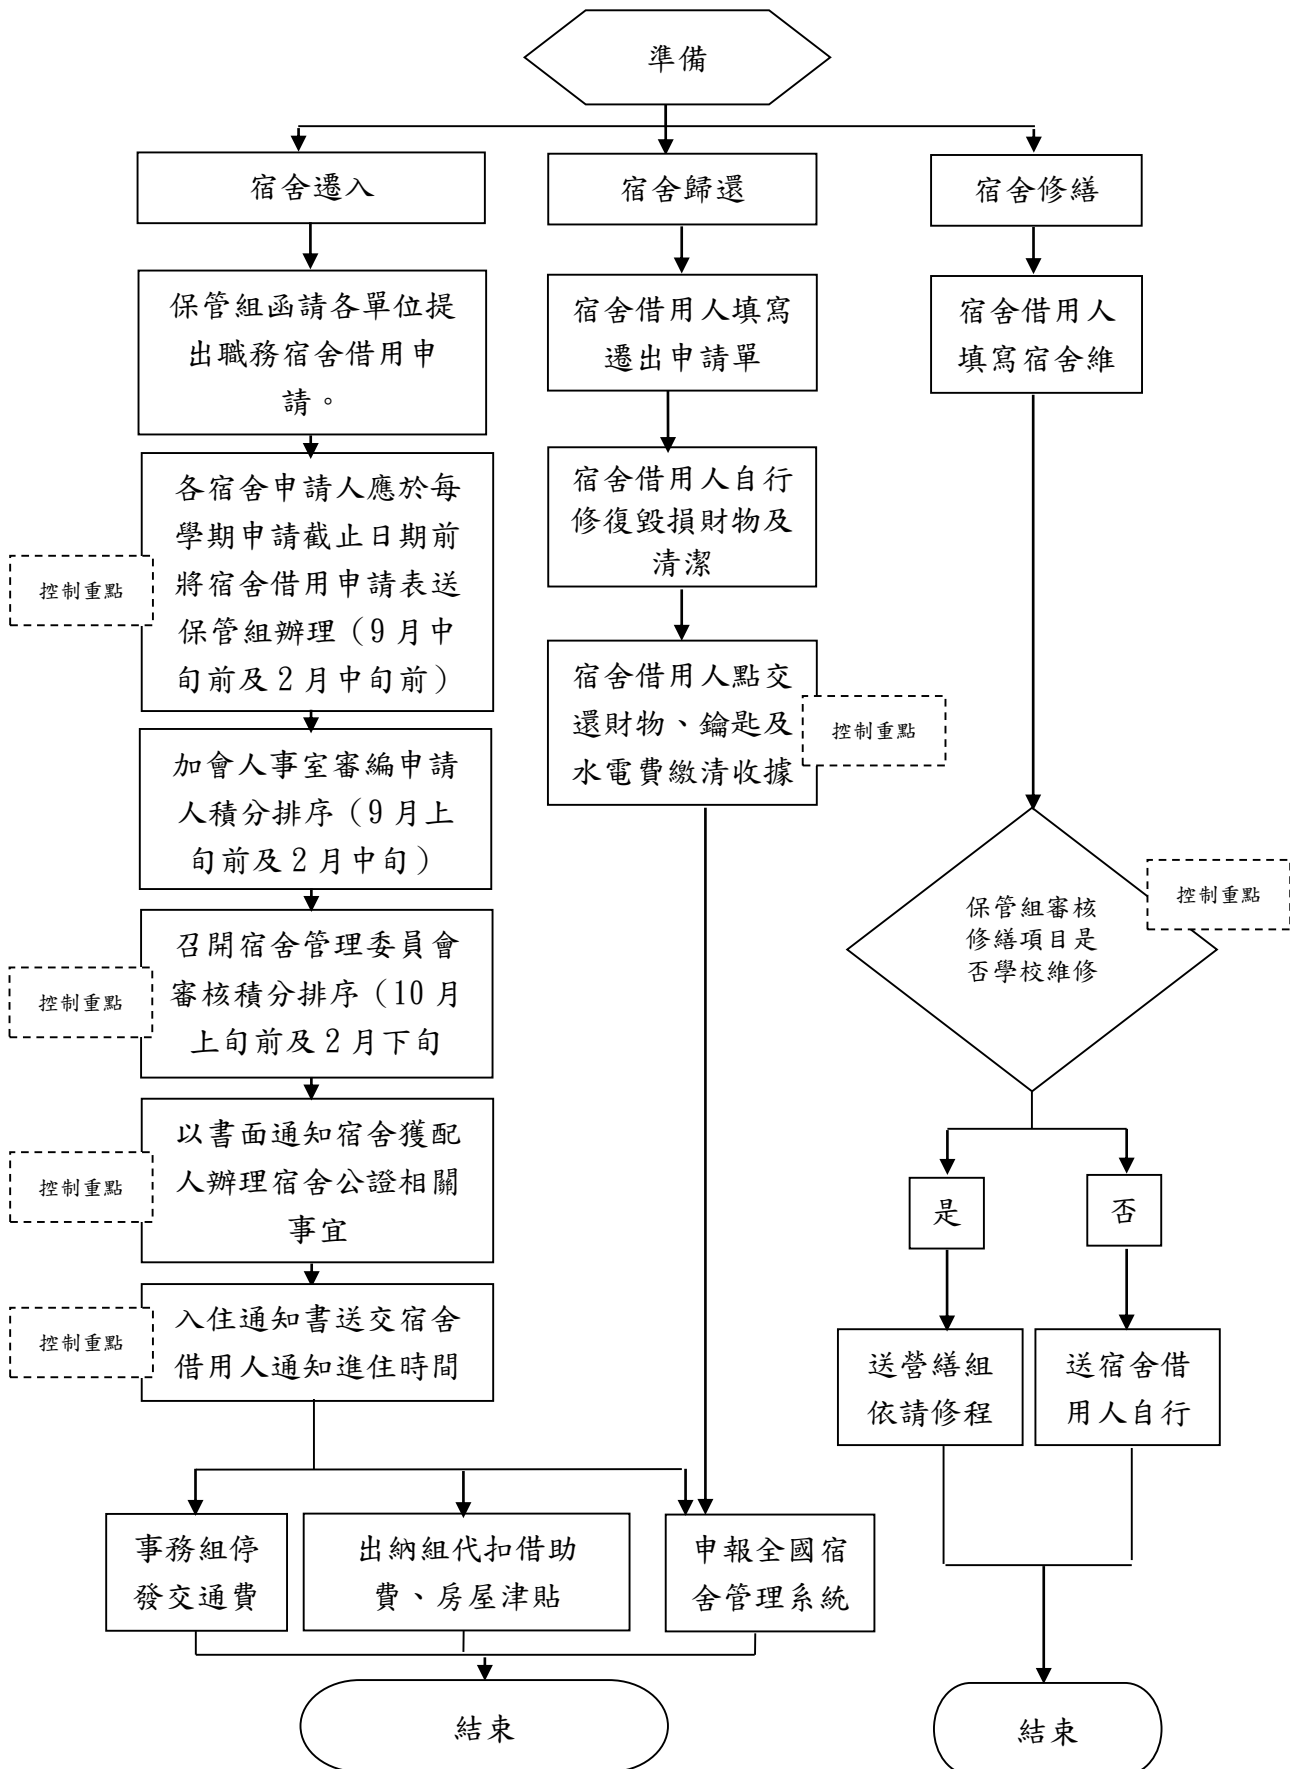 準備
宿舍遷入
保管組函請各單位提
出職務宿舍借用申
請。
各宿舍申請人應於每
學期申請截止日期前
將宿舍借用申請表送
保管組辦理（9 月中
旬前及 2 月中旬前）
控制重點
加會人事室審編申請
人積分排序（9 月上
旬前及 2 月中旬）
召開宿舍管理委員會
審核積分排序（10 月
上旬前及 2 月下旬
控制重點
以書面通知宿舍獲配
人辦理宿舍公證相關
事宜
控制重點
入住通知書送交宿舍
借用人通知進住時間
控制重點
事務組停
發交通費
出納組代扣借助
費、房屋津貼
申報全國宿
舍管理系統
結束
宿舍歸還
宿舍借用人填寫
遷出申請單
宿舍借用人自行
修復毀損財物及
清潔
宿舍借用人點交
還財物、鑰匙及
水電費繳清收據
控制重點
宿舍修繕
宿舍借用人
填寫宿舍維
保管組審核
修繕項目是
否學校維修
控制重點
是
否
送營繕組
依請修程
送宿舍借
用人自行
結束